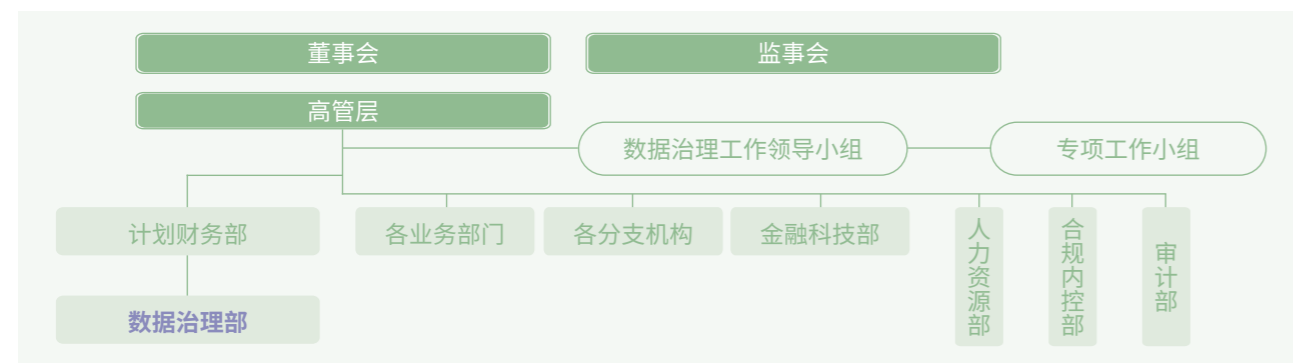 董事会
监事会
高管层
数据治理工作领导小组
专项工作小组
计划财务部
各业务部门
各分支机构
金融科技部
人力资源部
合规内控部
审计部
数据治理部